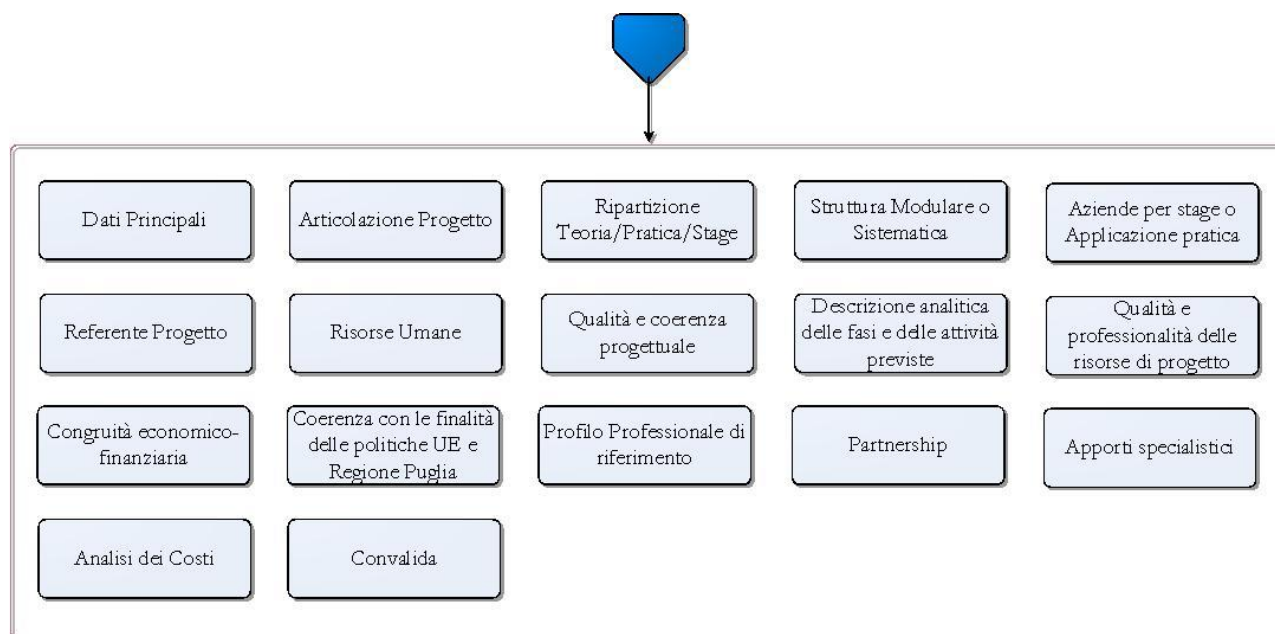 Dati Principali
Articolazione Progetto
Ripartizione
Teoria/Pratica/Stage
Struttura Modulare o
Sistematica
Aziende per stage o
Applicazione pratica
Referente Progetto
Risorse Umane
Qualità e coerenza
progettuale
Descrizione analitica
delle fasi e delle attività
previste
Qualità e
professionalità delle
risorse di progetto
Congruità economico-
finanziaria
Coerenza con le finalità
delle politiche UE e
Regione Puglia
Profilo Professionale di
riferimento
Partnership
Apporti specialistici
Analisi dei Costi
Convalida